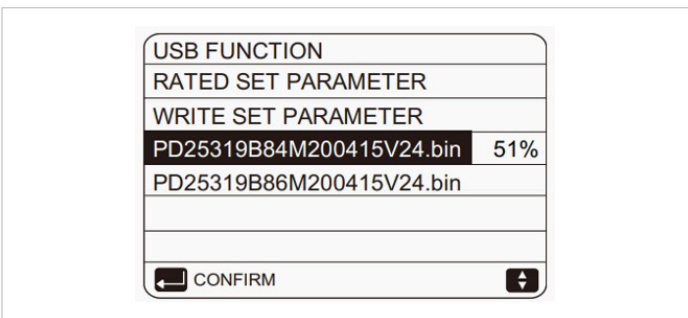 USB FUNCTION
RATED SET PARAMETER
WRITE SET PARAMETER
PD25319B84M200415V24.bin 51%
PD25319B86M200415V24.bin
CONFIRM